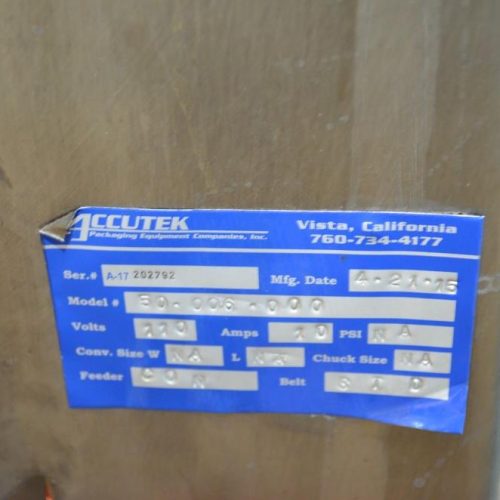 ACCUTEK
Packaging Equipment Companies, Inc.
Vista, California
760-734-4177
Ser.# A-17 202792 Mfg. Date 4-21-15
Model # 50.006.000
Volts 110 Amps 10 PSI NA
Conv. Size W NA L NA Chuck Size NA
Feeder CON Belt STD